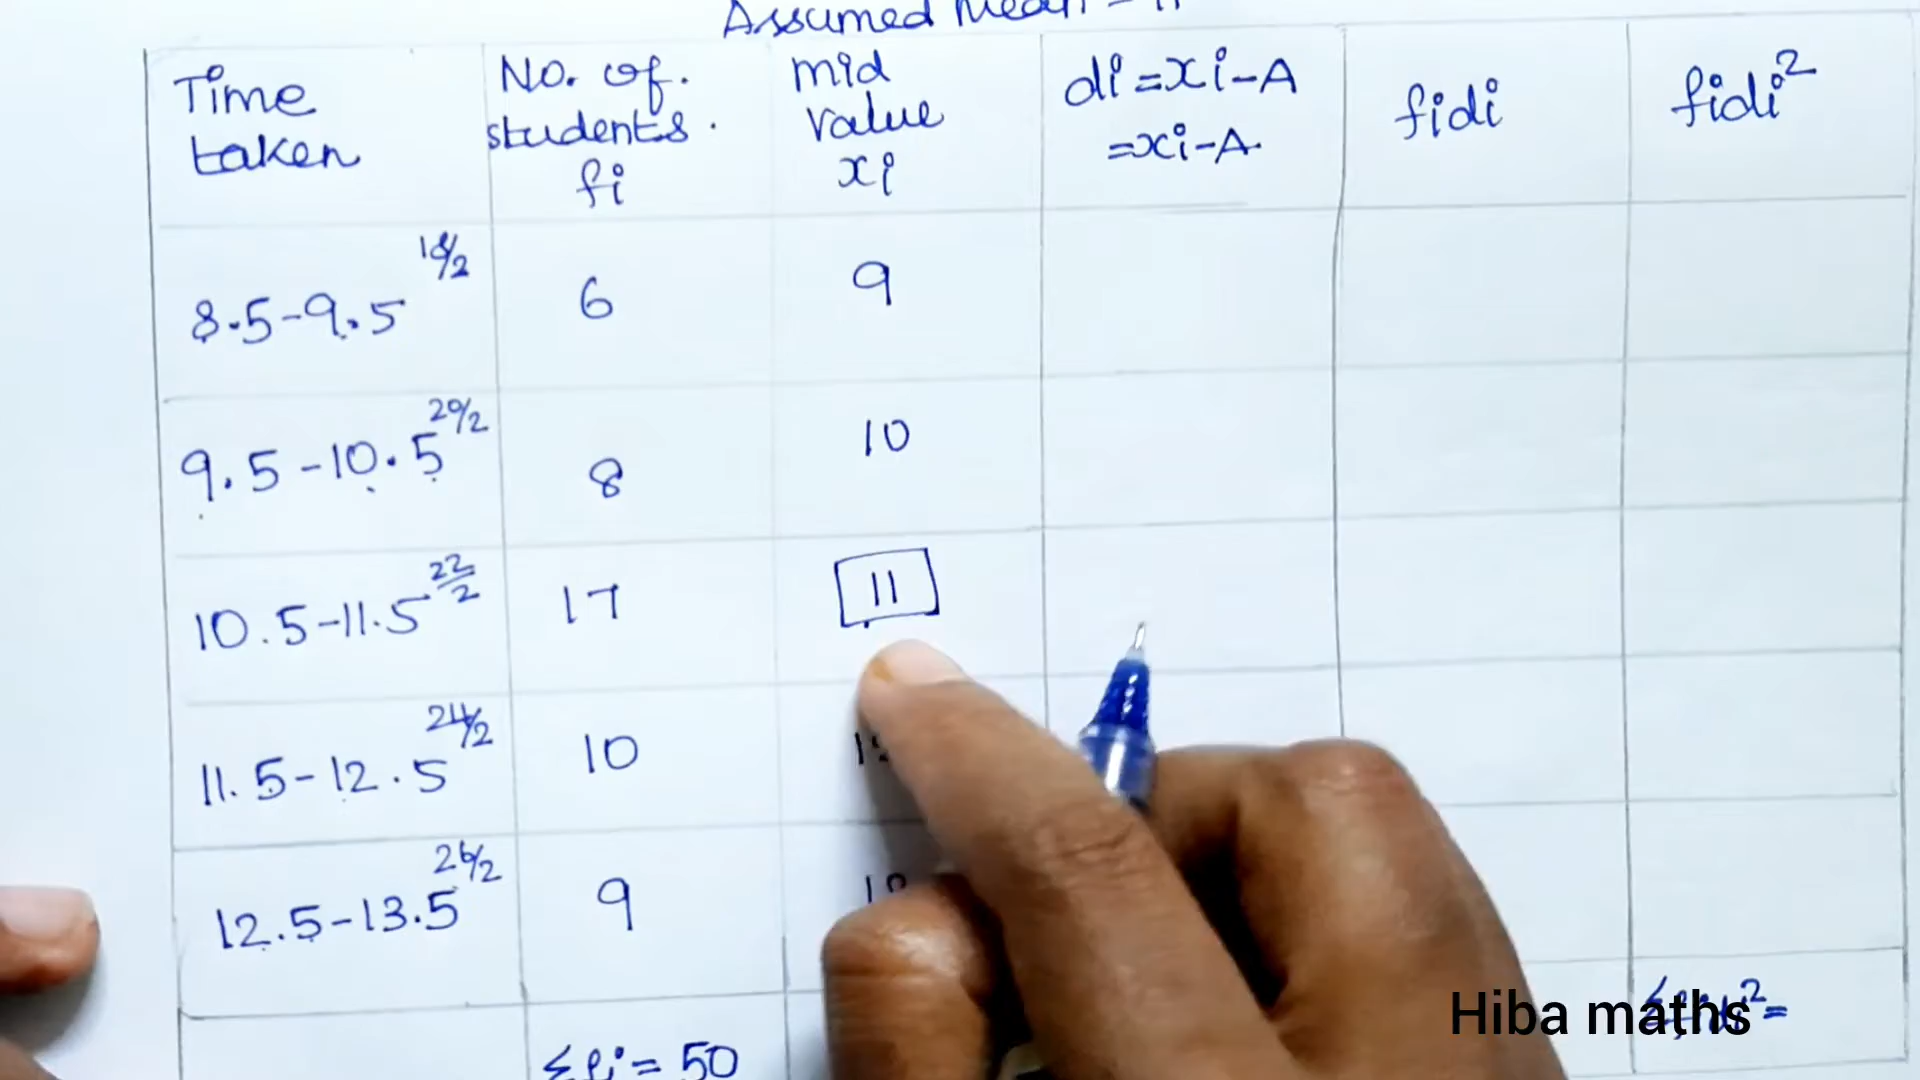 Assumed Mean = 11
Time taken
No. of. students. fi
mid value xi
di = xi - A
= xi - A.
fidi
fidi²
8.5-9.5 18/2 6 9
9.5-10.5 20/2 8 10
10.5-11.5 22/2 17 11
11.5-12.5 24/2 10
12.5-13.5 26/2 9
Σfi = 50
Σfidi² =
Hiba maths